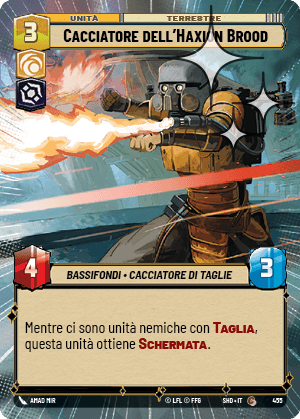 UNITÀ TERRESTRE
3 CACCIATORE DELL'HAXION BROOD
4 BASSIFONDI • CACCIATORE DI TAGLIE 3
Mentre ci sono unità nemiche con TAGLIA,
questa unità ottiene SCHERMATA.
AMAD MIR © LFL © FFG SHD • IT 455